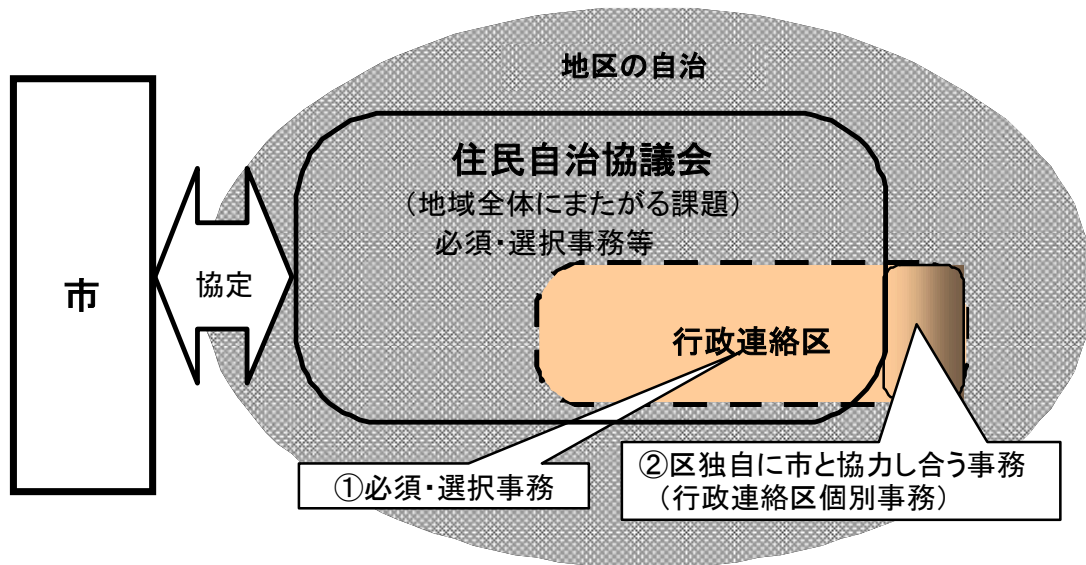 地区の自治
住民自治協議会
（地域全体にまたがる課題）
必須・選択事務等
市
協定
行政連絡区
①必須・選択事務
②区独自に市と協力し合う事務
（行政連絡区個別事務）